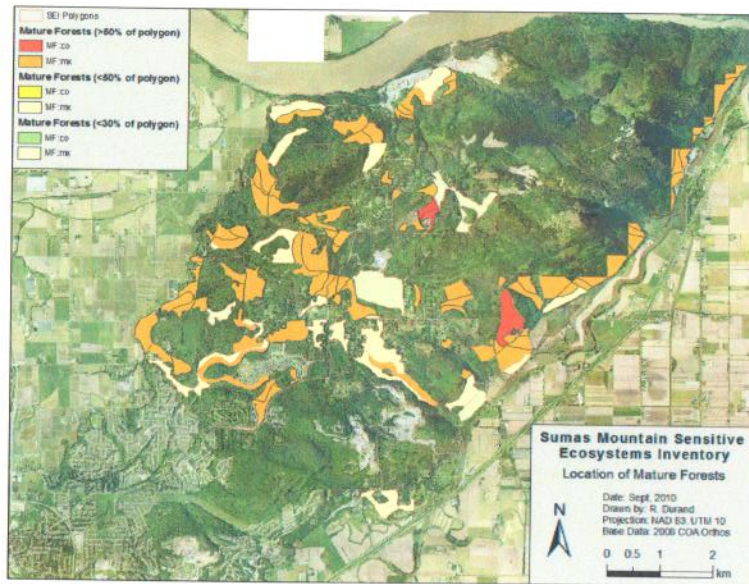 SEI Polygons
Mature Forests (>50% of polygon)
MF:co
MF:mx
Mature Forests (<50% of polygon)
MF:co
MF:mx
Mature Forests (<30% of polygon)
MF:co
MF:mx
Sumas Mountain Sensitive
Ecosystems Inventory
Location of Mature Forests
Date: Sept, 2010
Drawn by: R. Durand
Projection: NAD 83, UTM 10
Base Data: 2008 COA Orthos
N
0 0.5 1 2
km